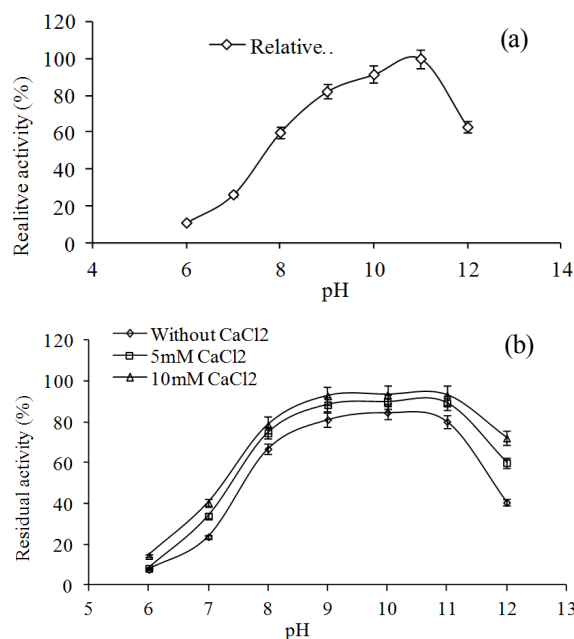 (a)
Relative..
Realitve activity (%)
120
100
80
60
40
20
0
4 6 8 10 12 14
pH
(b)
Without CaCl2
5mM CaCl2
10mM CaCl2
Residual activity (%)
120
100
80
60
40
20
0
5 6 7 8 9 10 11 12 13
pH